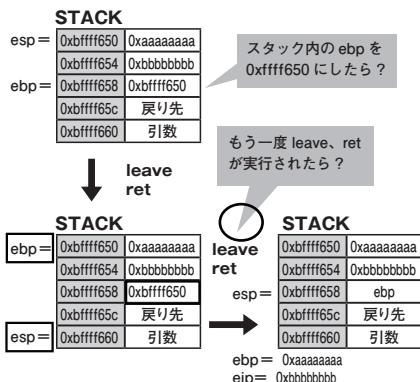 STACK
esp＝ 0xbffff650 0xaaaaaaaa
0xbffff654 0xbbbbbbbb
ebp＝ 0xbffff658 0xbffff650
0xbffff65c 戻り先
0xbffff660 引数
スタック内の ebp を
0xffff650 にしたら？
leave
ret
もう一度 leave、ret
が実行されたら？
STACK
ebp＝ 0xbffff650 0xaaaaaaaa
0xbffff654 0xbbbbbbbb
0xbffff658 0xbffff650
0xbffff65c 戻り先
esp＝ 0xbffff660 引数
leave
ret
STACK
0xbffff650 0xaaaaaaaa
0xbffff654 0xbbbbbbbb
esp＝ 0xbffff658 ebp
0xbffff65c 戻り先
0xbffff660 引数
ebp＝ 0xaaaaaaaa
eip＝ 0xbbbbbbbb